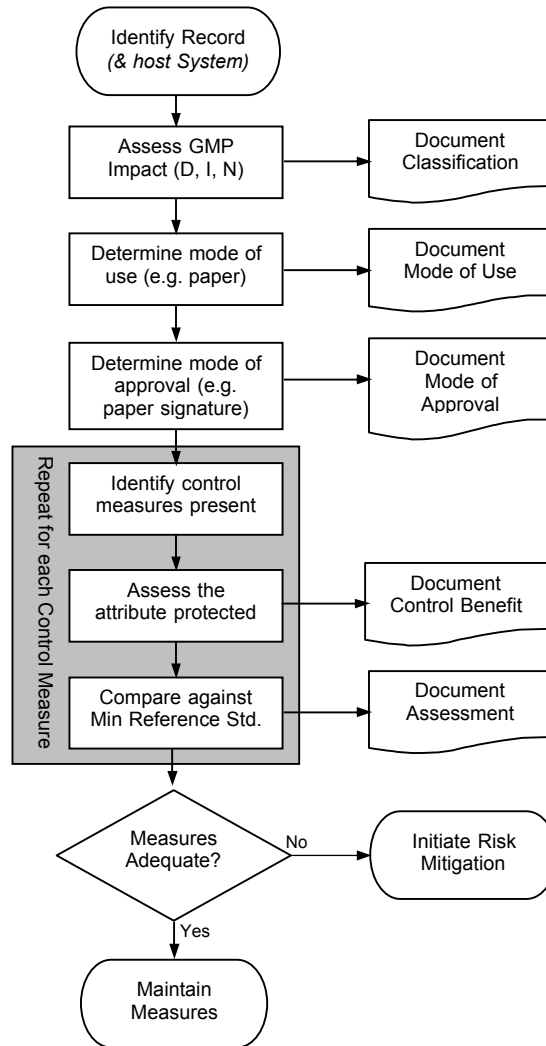 Identify Record
(& host System)
Assess GMP
Impact (D, I, N)
Document
Classification
Determine mode of
use (e.g. paper)
Document
Mode of Use
Determine mode of
approval (e.g.
paper signature)
Document
Mode of
Approval
Repeat for each Control Measure
Identify control
measures present
Assess the
attribute protected
Document
Control Benefit
Compare against
Min Reference Std.
Document
Assessment
Measures
Adequate?
No
Initiate Risk
Mitigation
Yes
Maintain
Measures